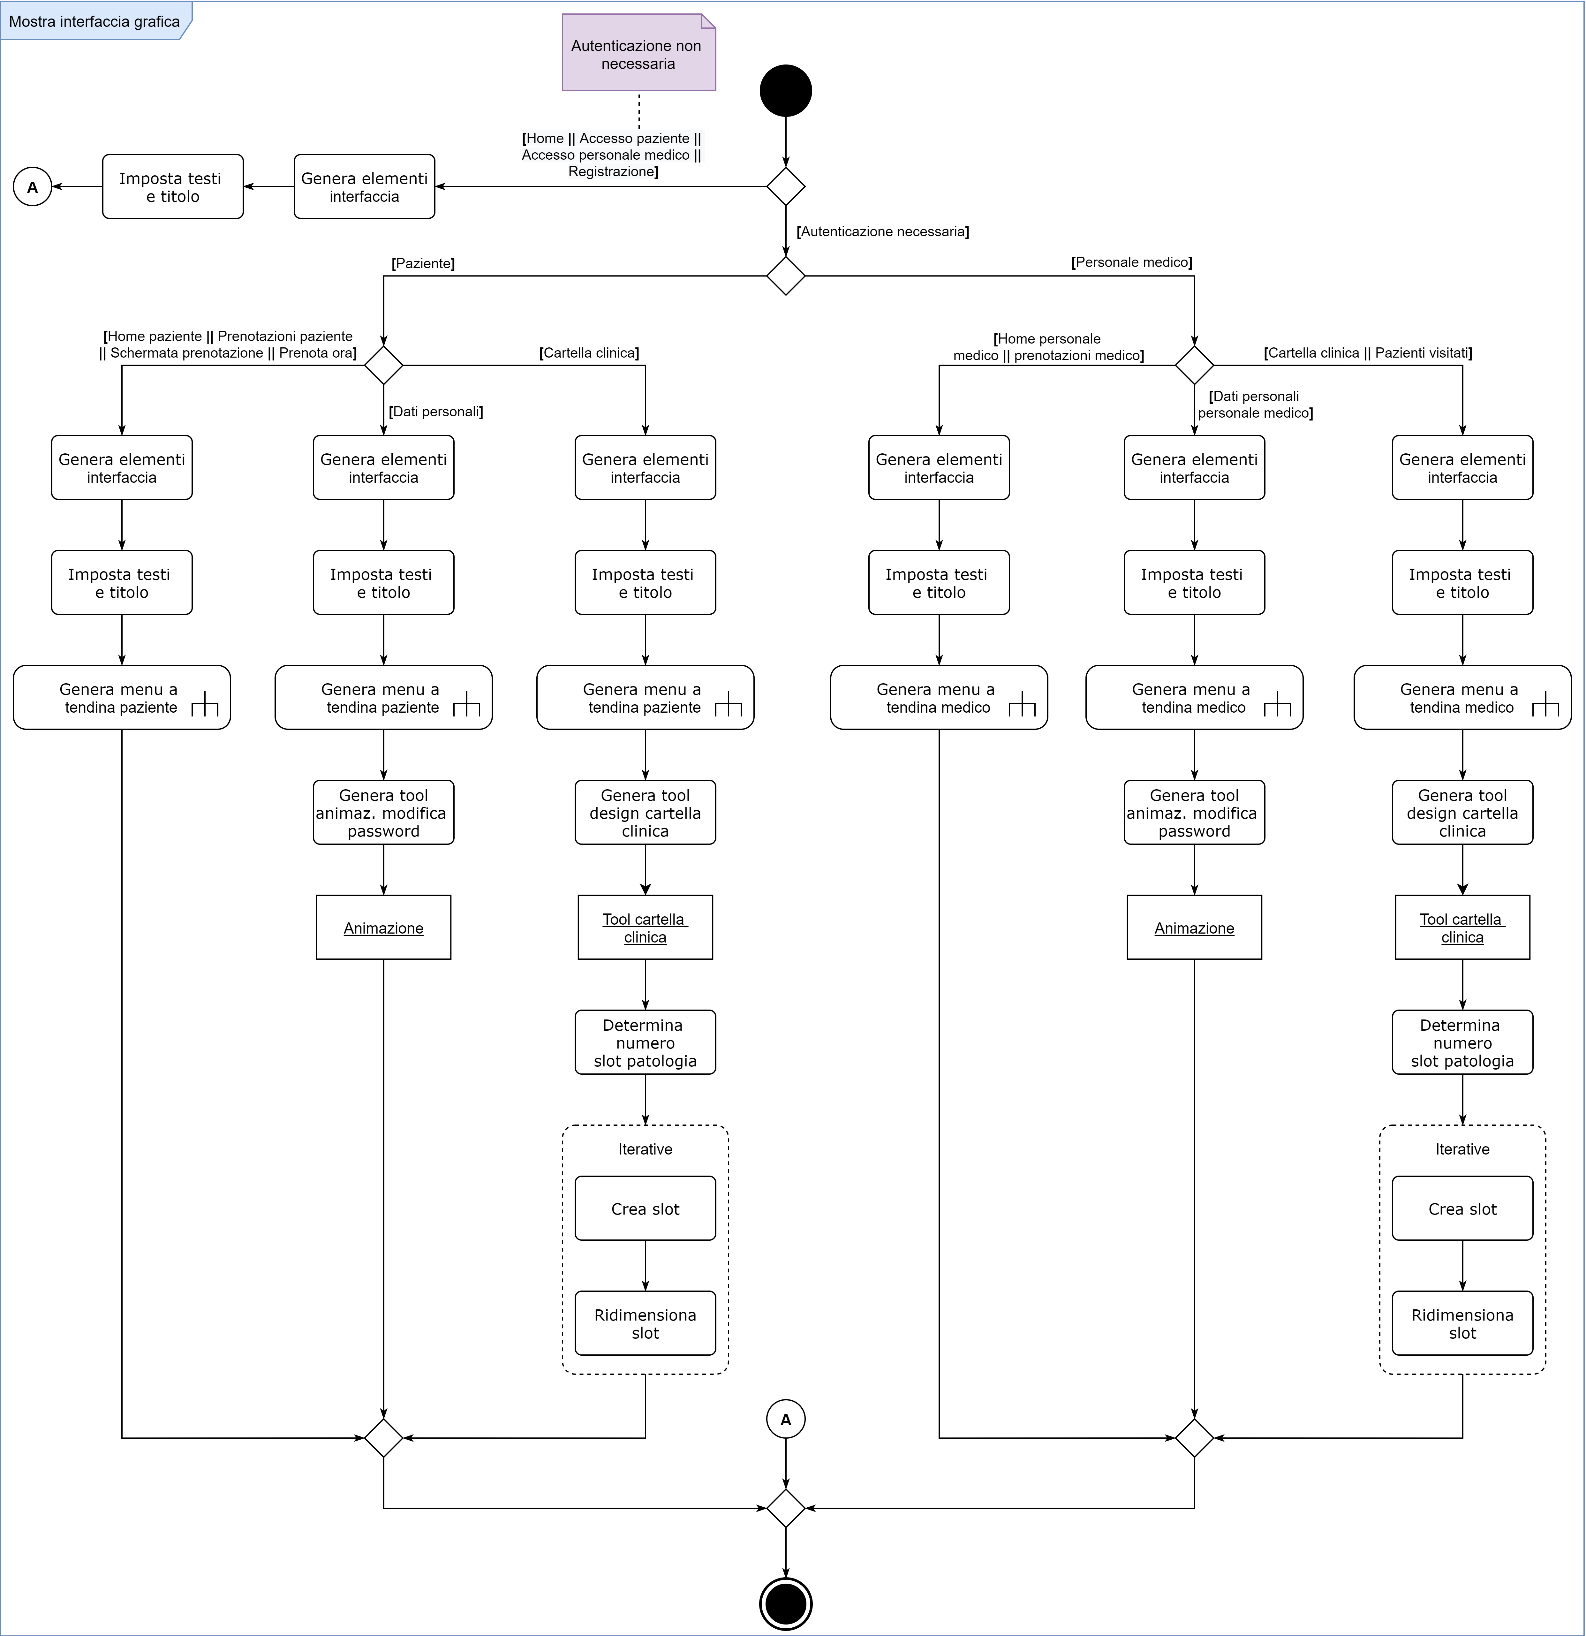 Mostra interfaccia grafica
Autenticazione non
necessaria
[Home || Accesso paziente ||
Accesso personale medico ||
Registrazione]
A
Imposta testi
e titolo
Genera elementi
interfaccia
[Autenticazione necessaria]
[Paziente]
[Personale medico]
[Home paziente || Prenotazioni paziente
|| Schermata prenotazione || Prenota ora]
[Cartella clinica]
[Dati personali]
[Home personale
medico || prenotazioni medico]
[Cartella clinica || Pazienti visitati]
[Dati personali
personale medico]
Genera elementi
interfaccia
Genera elementi
interfaccia
Genera elementi
interfaccia
Genera elementi
interfaccia
Genera elementi
interfaccia
Genera elementi
interfaccia
Imposta testi
e titolo
Imposta testi
e titolo
Imposta testi
e titolo
Imposta testi
e titolo
Imposta testi
e titolo
Imposta testi
e titolo
Genera menu a
tendina paziente
Genera menu a
tendina paziente
Genera menu a
tendina paziente
Genera menu a
tendina medico
Genera menu a
tendina medico
Genera menu a
tendina medico
Genera tool
animaz. modifica
password
Genera tool
design cartella
clinica
Genera tool
animaz. modifica
password
Genera tool
design cartella
clinica
Animazione
Tool cartella
clinica
Animazione
Tool cartella
clinica
Determina
numero
slot patologia
Determina
numero
slot patologia
Iterative
Iterative
Crea slot
Crea slot
Ridimensiona
slot
Ridimensiona
slot
A